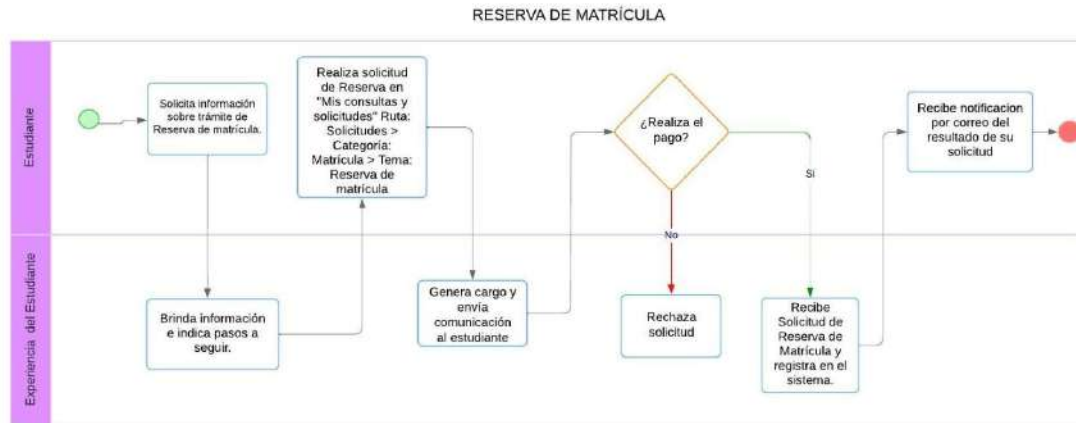 RESERVA DE MATRÍCULA
Estudiante
Solicita información
sobre trámite de
Reserva de matrícula.
Realiza solicitud
de Reserva en
"Mis consultas y
solicitudes" Ruta:
Solicitudes >
Categoría:
Matrícula > Tema:
Reserva de
matrícula
¿Realiza el
pago?
Sí
No
Recibe notificacion
por correo del
resultado de su
solicitud
Experiencia del Estudiante
Brinda información
e indica pasos a
seguir.
Genera cargo y
envía
comunicación
al estudiante
Rechaza
solicitud
Recibe
Solicitud de
Reserva de
Matrícula y
registra en el
sistema.